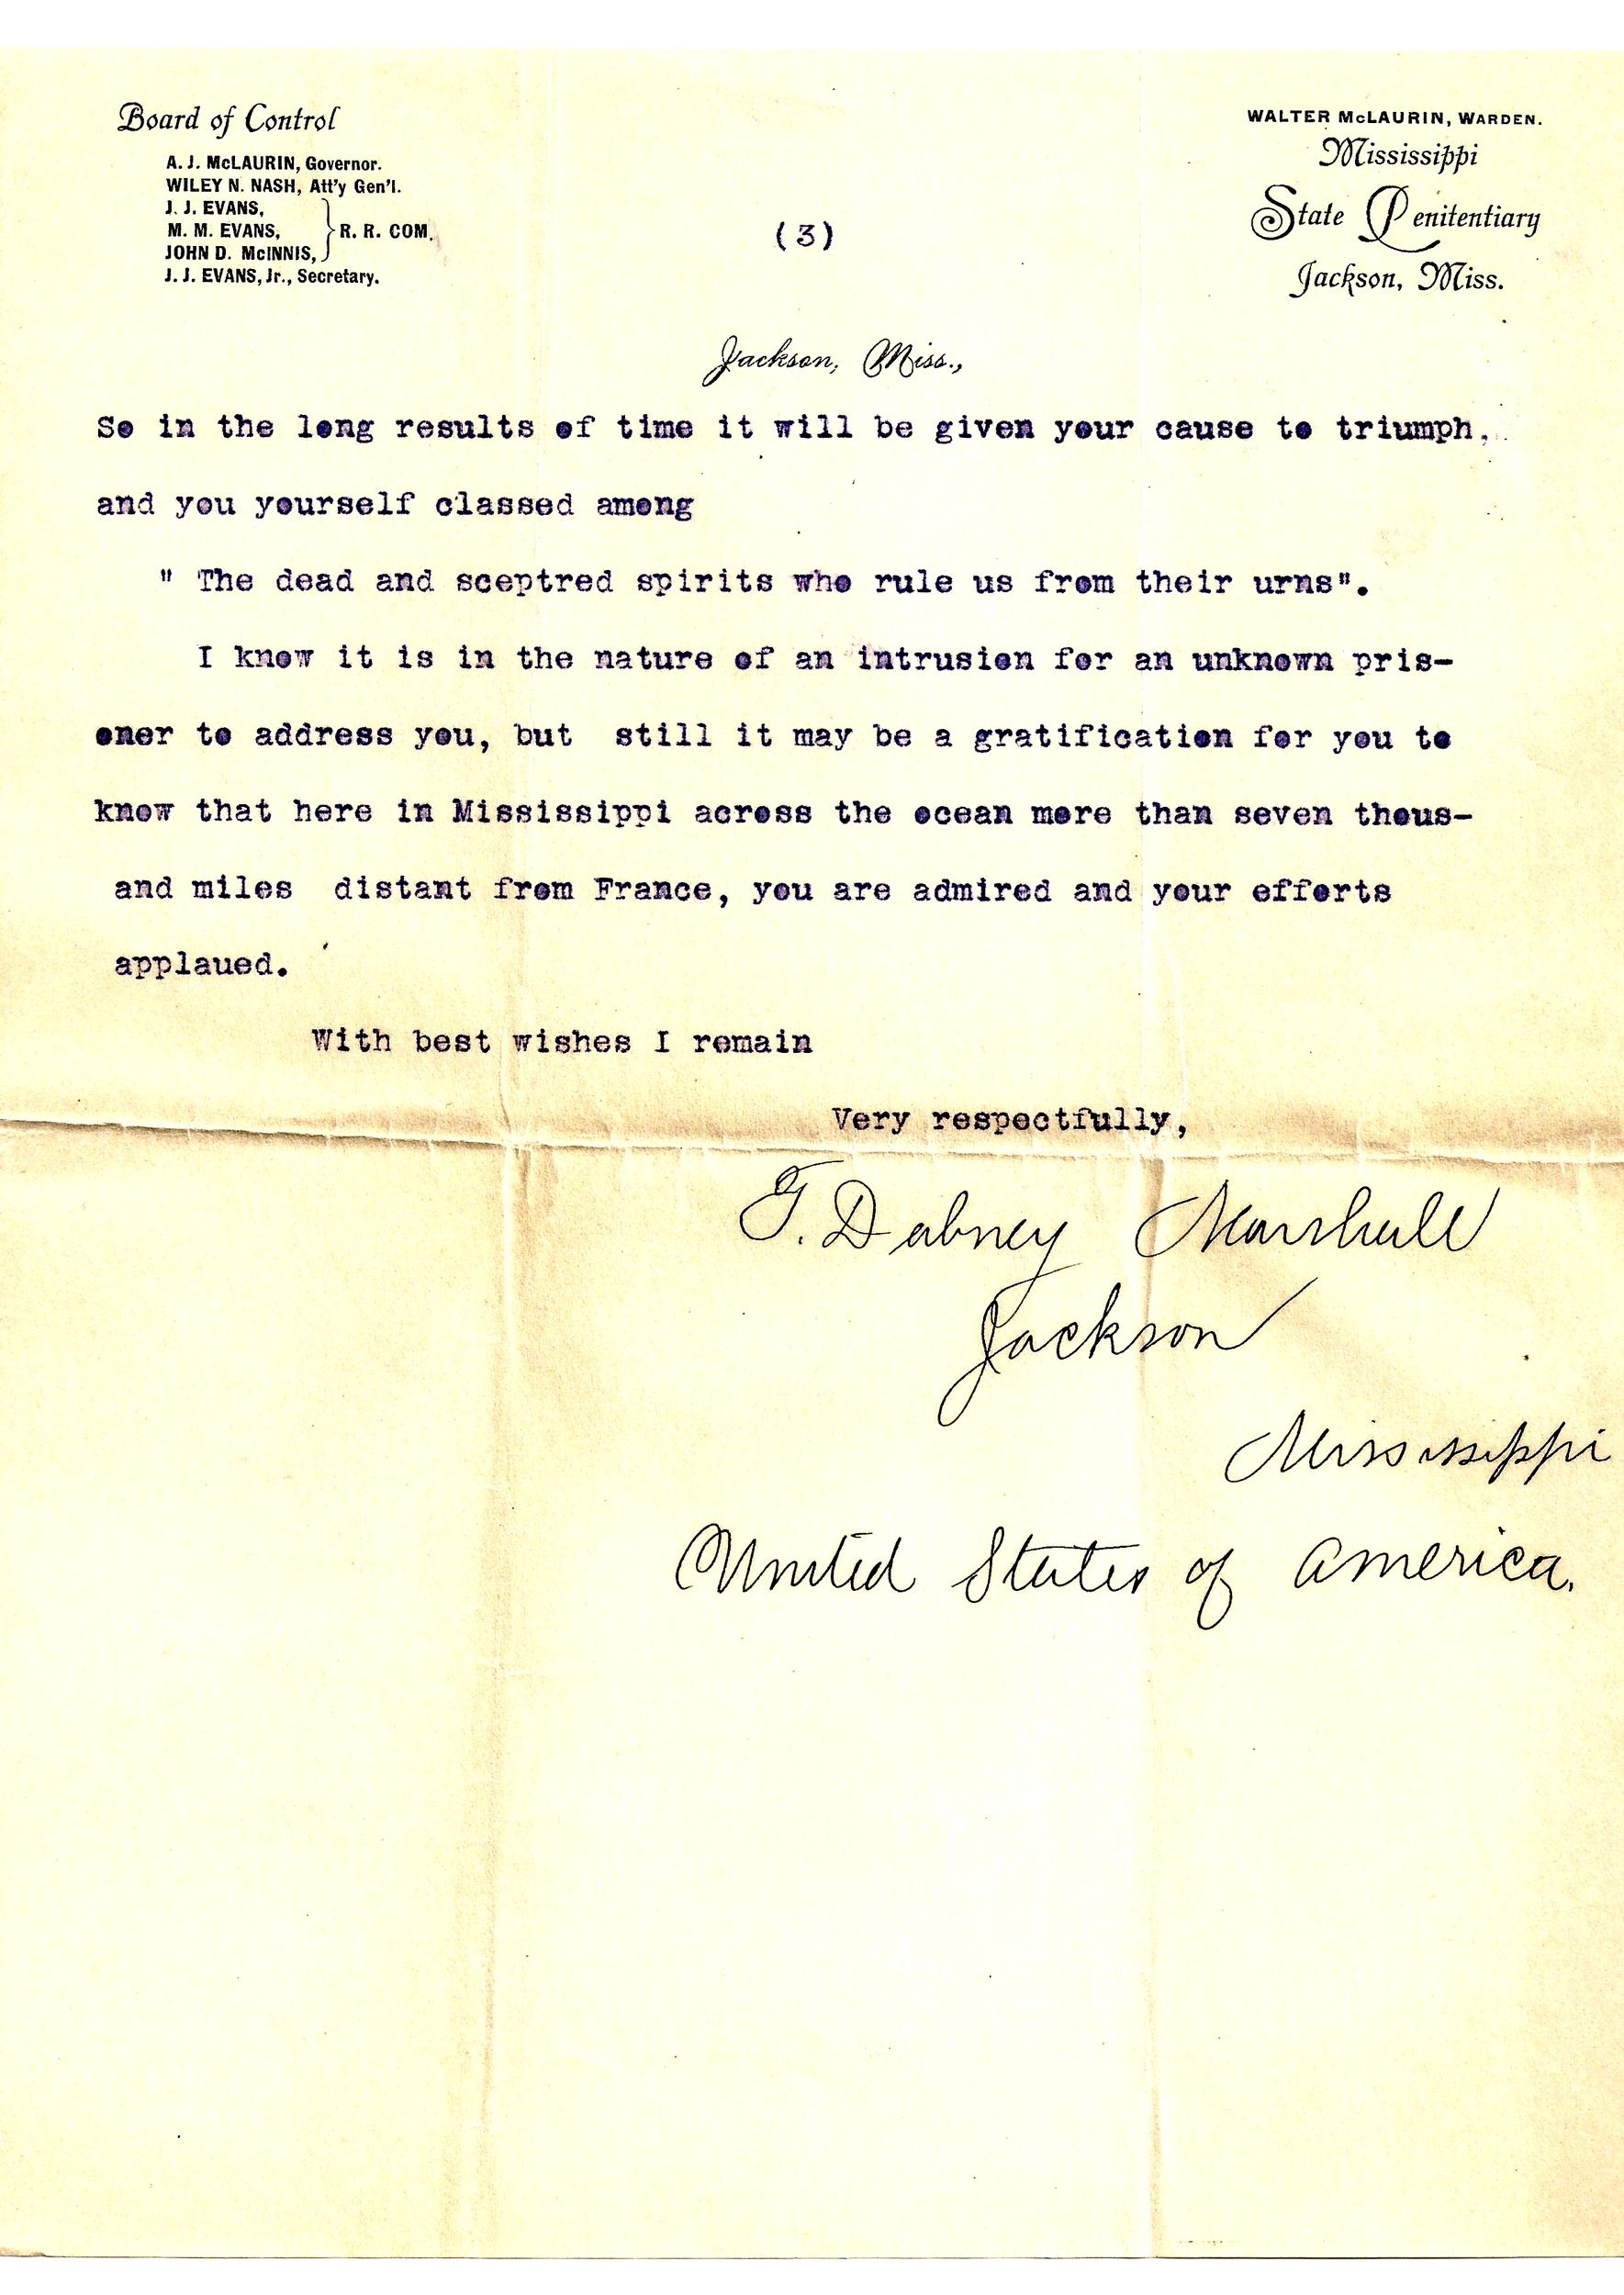 Board of Control
A. J. McLAURIN, Governor.
WILEY N. NASH, Att'y Gen'l.
J. J. EVANS,
M. M. EVANS, } R. R. COM.
JOHN D. McINNIS,
J. J. EVANS, Jr., Secretary.
(3)
WALTER McLAURIN, WARDEN.
Mississippi
State Penitentiary
Jackson, Miss.
Jackson, Miss.,
So in the long results of time it will be given your cause to triumph.
and you yourself classed among
" The dead and sceptred spirits who rule us from their urns".
I know it is in the nature of an intrusion for an unknown pris-
oner to address you, but still it may be a gratification for you to
know that here in Mississippi across the ocean more than seven thous-
and miles distant from France, you are admired and your efforts
applaued.
With best wishes I remain
Very respectfully,
T. Dabney Marshall
Jackson
Mississippi
United States of America.